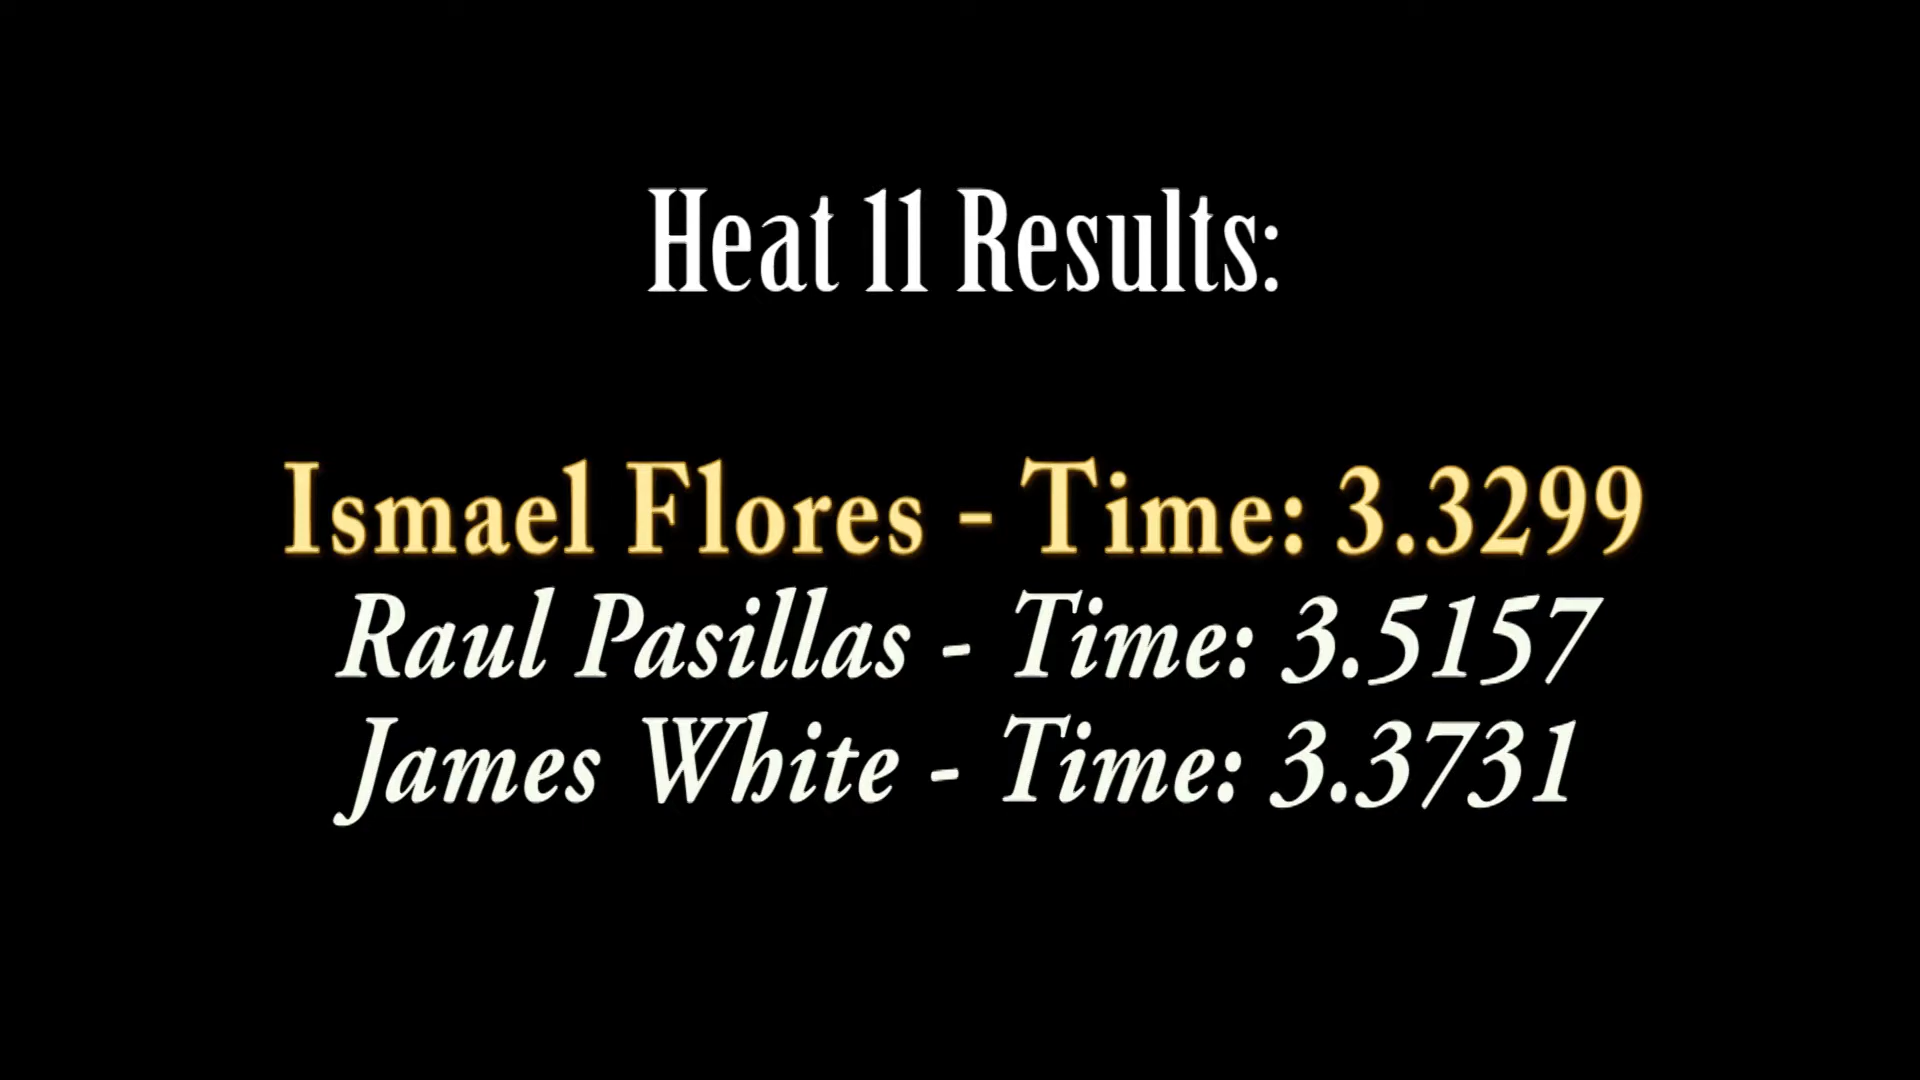 Heat 11 Results:
Ismael Flores - Time: 3.3299
Raul Pasillas - Time: 3.5157
James White - Time: 3.3731